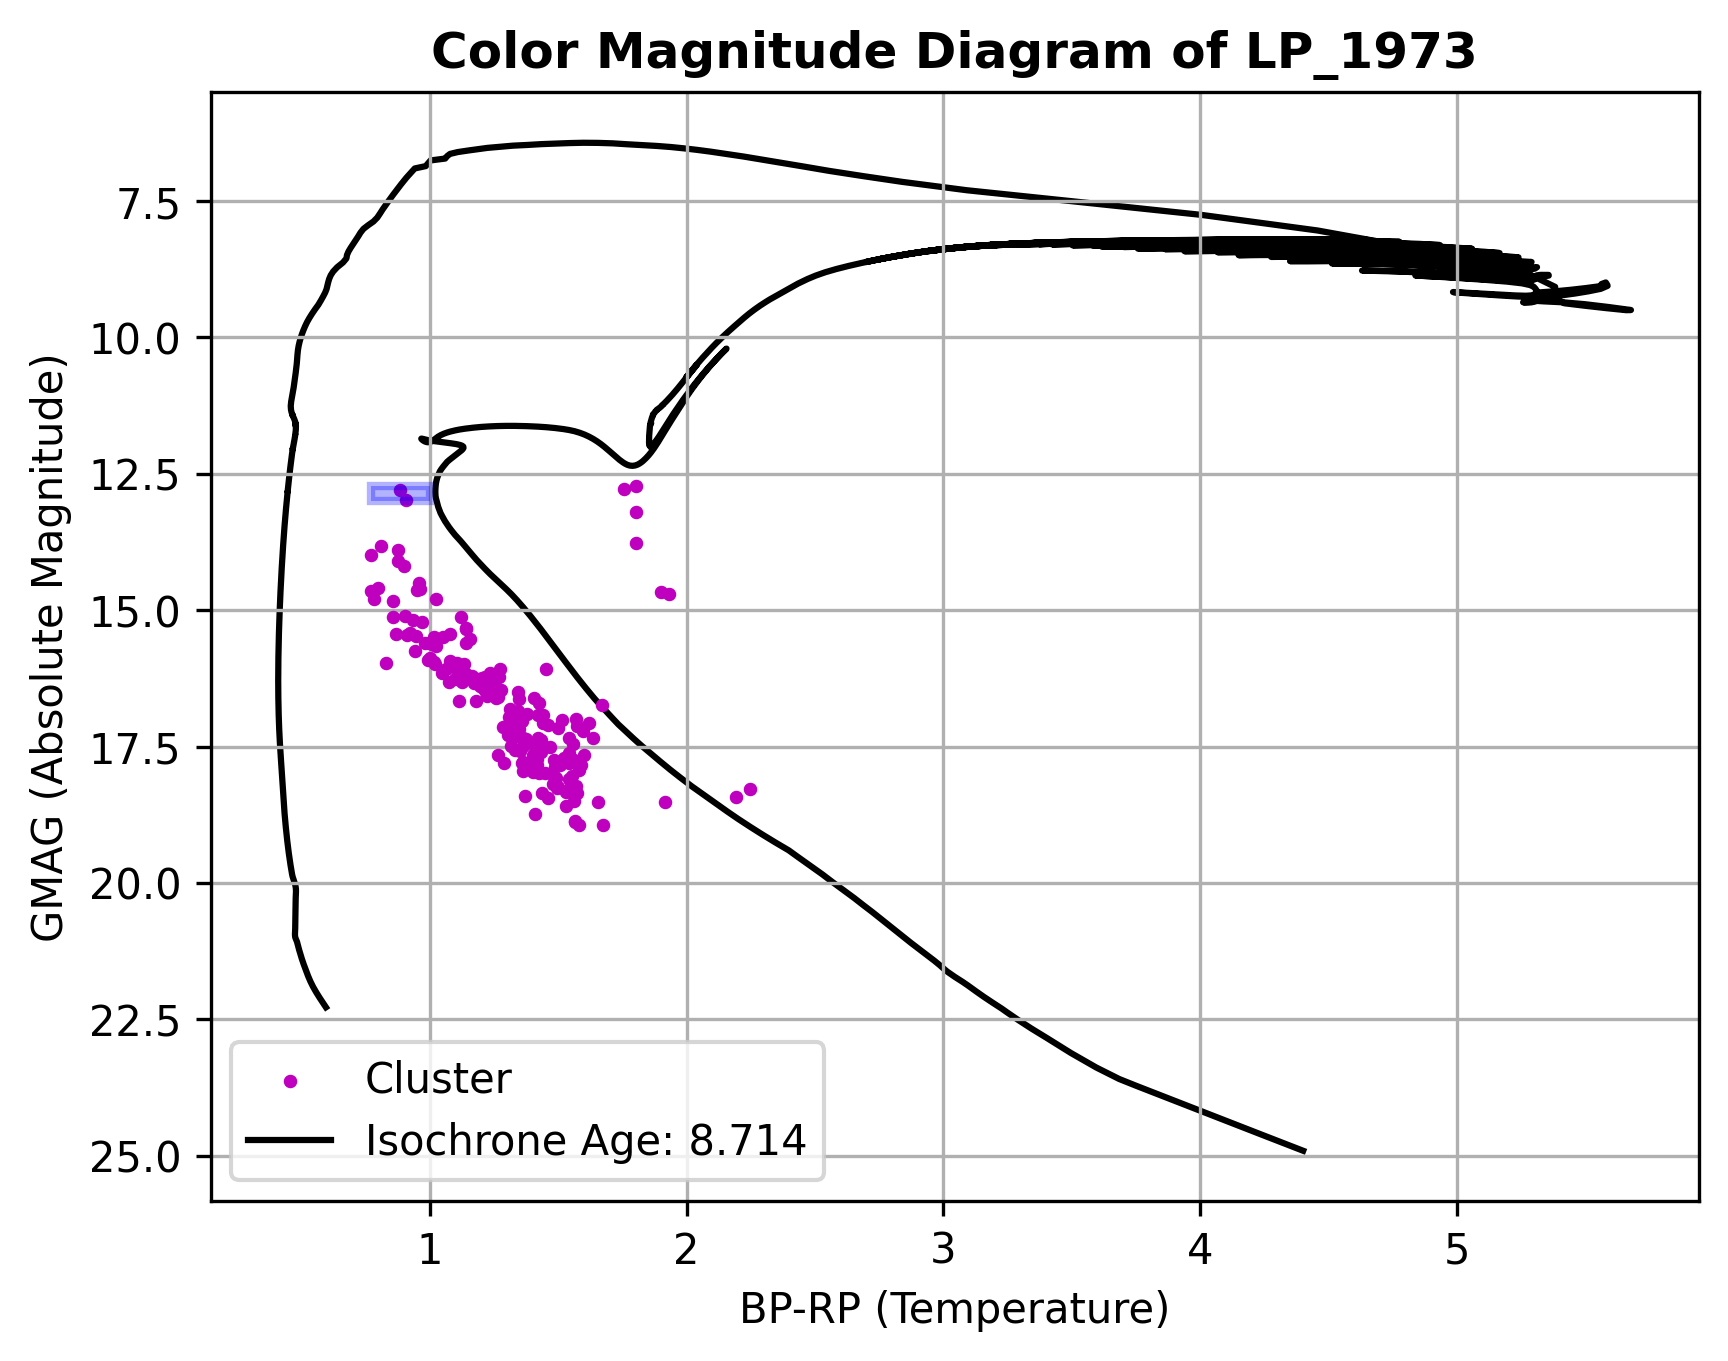 Color Magnitude Diagram of LP_1973
GMAG (Absolute Magnitude)
7.5
10.0
12.5
15.0
17.5
20.0
22.5
25.0
Cluster
Isochrone Age: 8.714
1 2 3 4 5
BP-RP (Temperature)